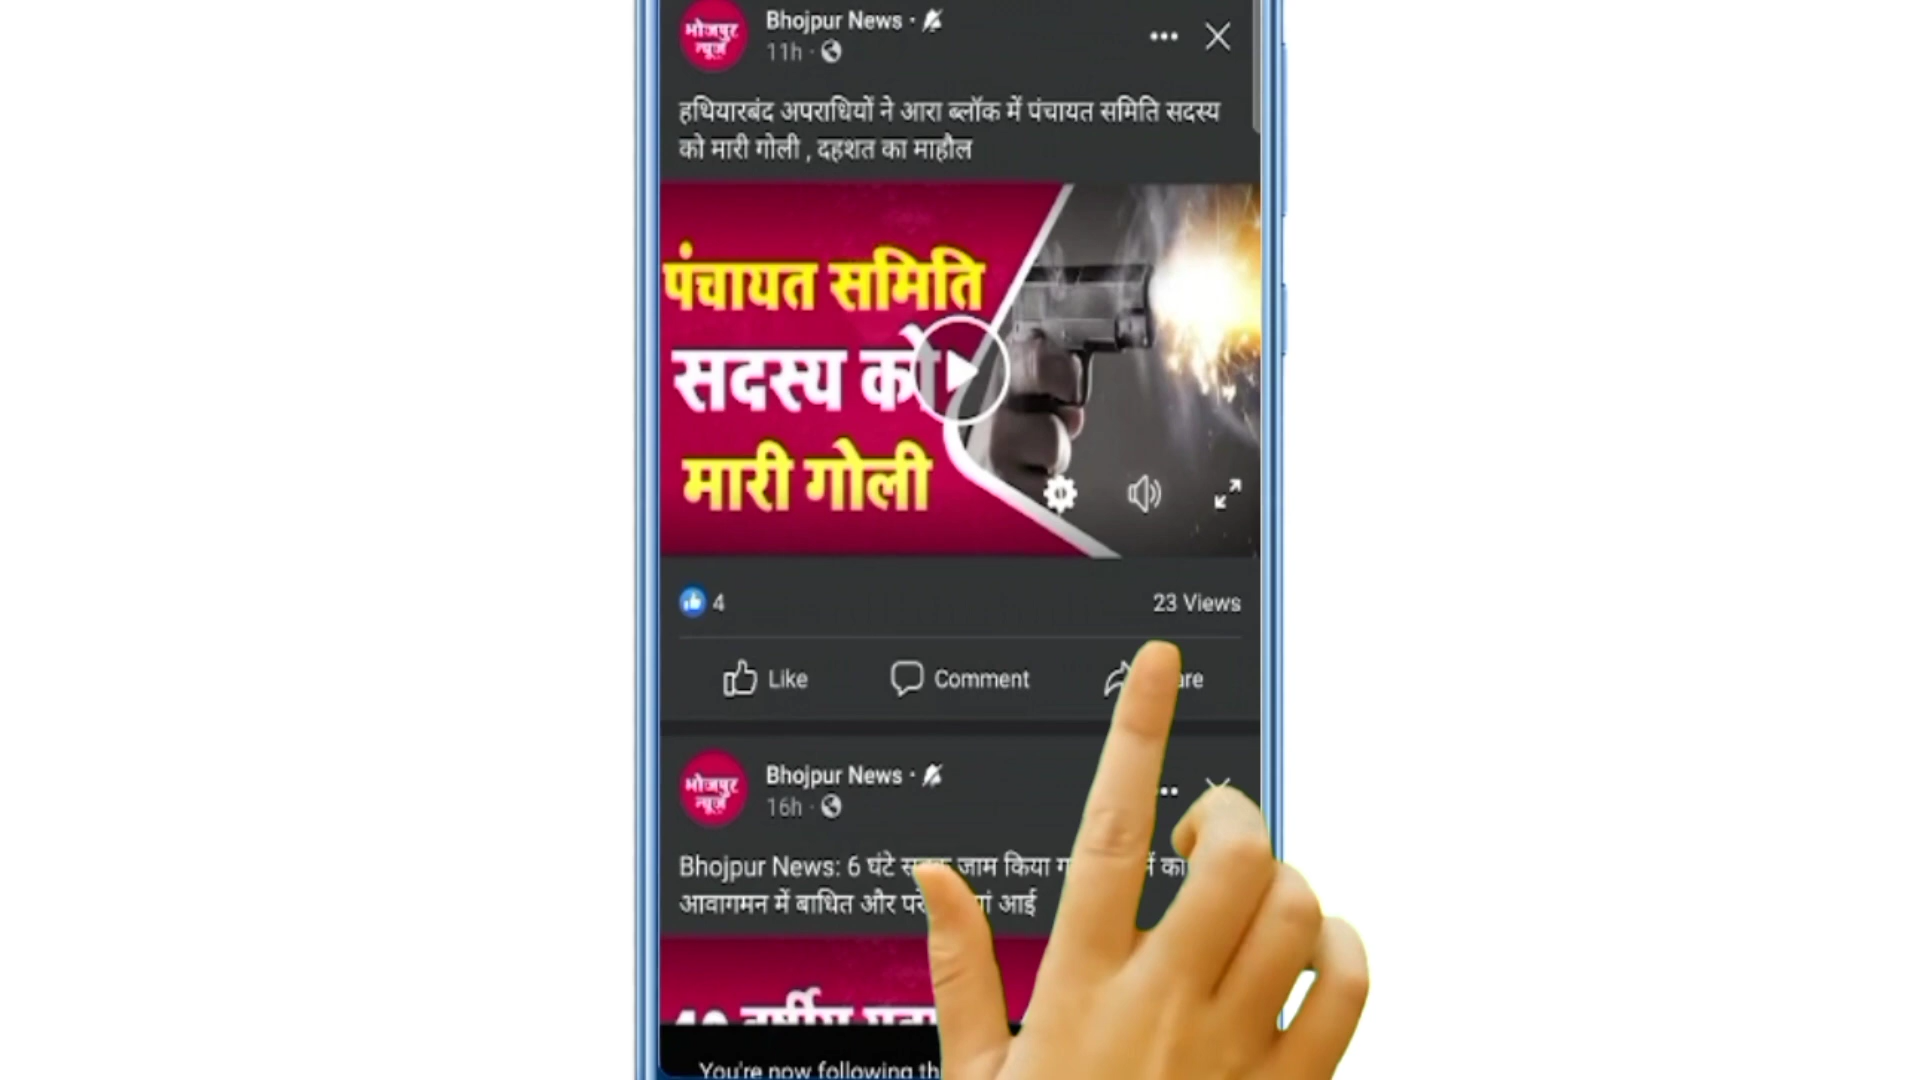 भोजपुर
न्यूज़
Bhojpur News ·
11h ·
हथियारबंद अपराधियों ने आरा ब्लॉक में पंचायत समिति सदस्य
को मारी गोली , दहशत का माहौल
पंचायत समिति
सदस्य को
मारी गोली
4
23 Views
Like
Comment
भोजपुर
न्यूज़
Bhojpur News ·
16h ·
Bhojpur News: 6 घंटे जाम किया
आवागमन में बाधित और आई
You're now following